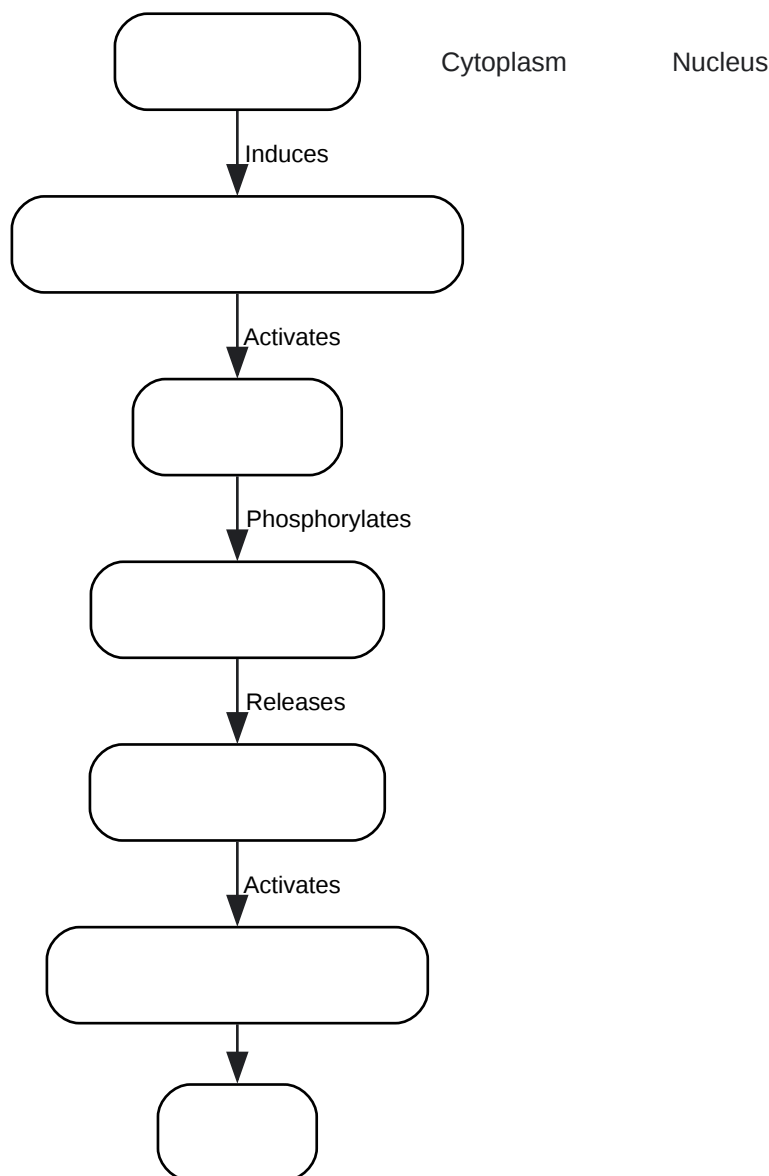 Cytoplasm
Nucleus
Induces
Activates
Phosphorylates
Releases
Activates